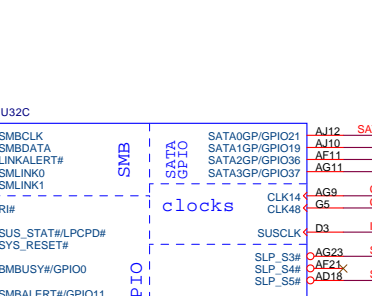 U32C
SMBCLK SATA0GP/GPIO21 AJ12 SA
SMBDATA SATA1GP/GPIO19 AJ10
LINKALERT# SATA2GP/GPIO36 AF11
SMLINK0 SATA3GP/GPIO37 AG11
SMLINK1
SMB
SATA
GPIO
RI# clocks CLK14 AG9
CLK48 G5
SUS_STAT#/LPCPD# SUSCLK D3
SYS_RESET#
SLP_S3# AG23
BMBUSY#/GPIO0 SLP_S4# AF21
SLP_S5# AD18
PIO
SMBALERT#/GPIO11